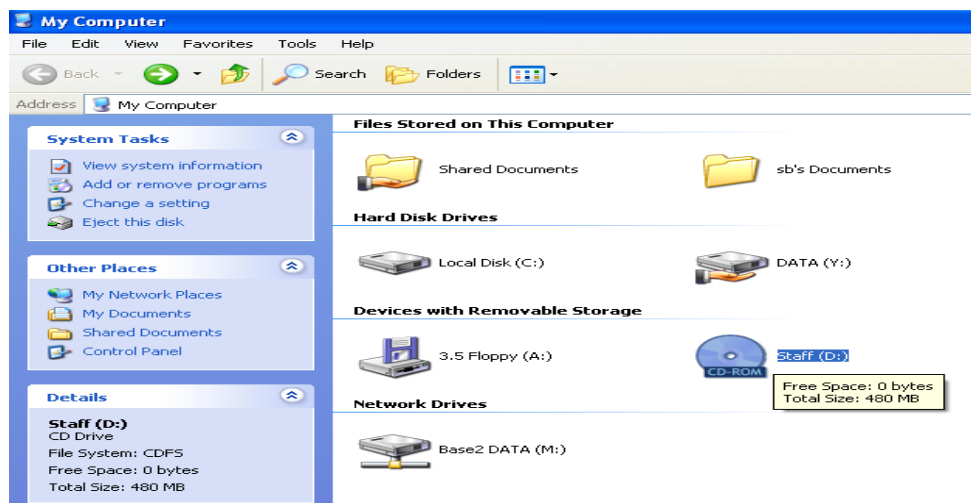 My Computer
File Edit View Favorites Tools Help
Back Search Folders
Address My Computer
System Tasks
View system information
Add or remove programs
Change a setting
Eject this disk
Other Places
My Network Places
My Documents
Shared Documents
Control Panel
Details
Staff (D:)
CD Drive
File System: CDFS
Free Space: 0 bytes
Total Size: 480 MB
Files Stored on This Computer
Shared Documents sb's Documents
Hard Disk Drives
Local Disk (C:) DATA (Y:)
Devices with Removable Storage
3.5 Floppy (A:) CD-ROM Staff (D:)
Free Space: 0 bytes
Total Size: 480 MB
Network Drives
Base2 DATA (M:)